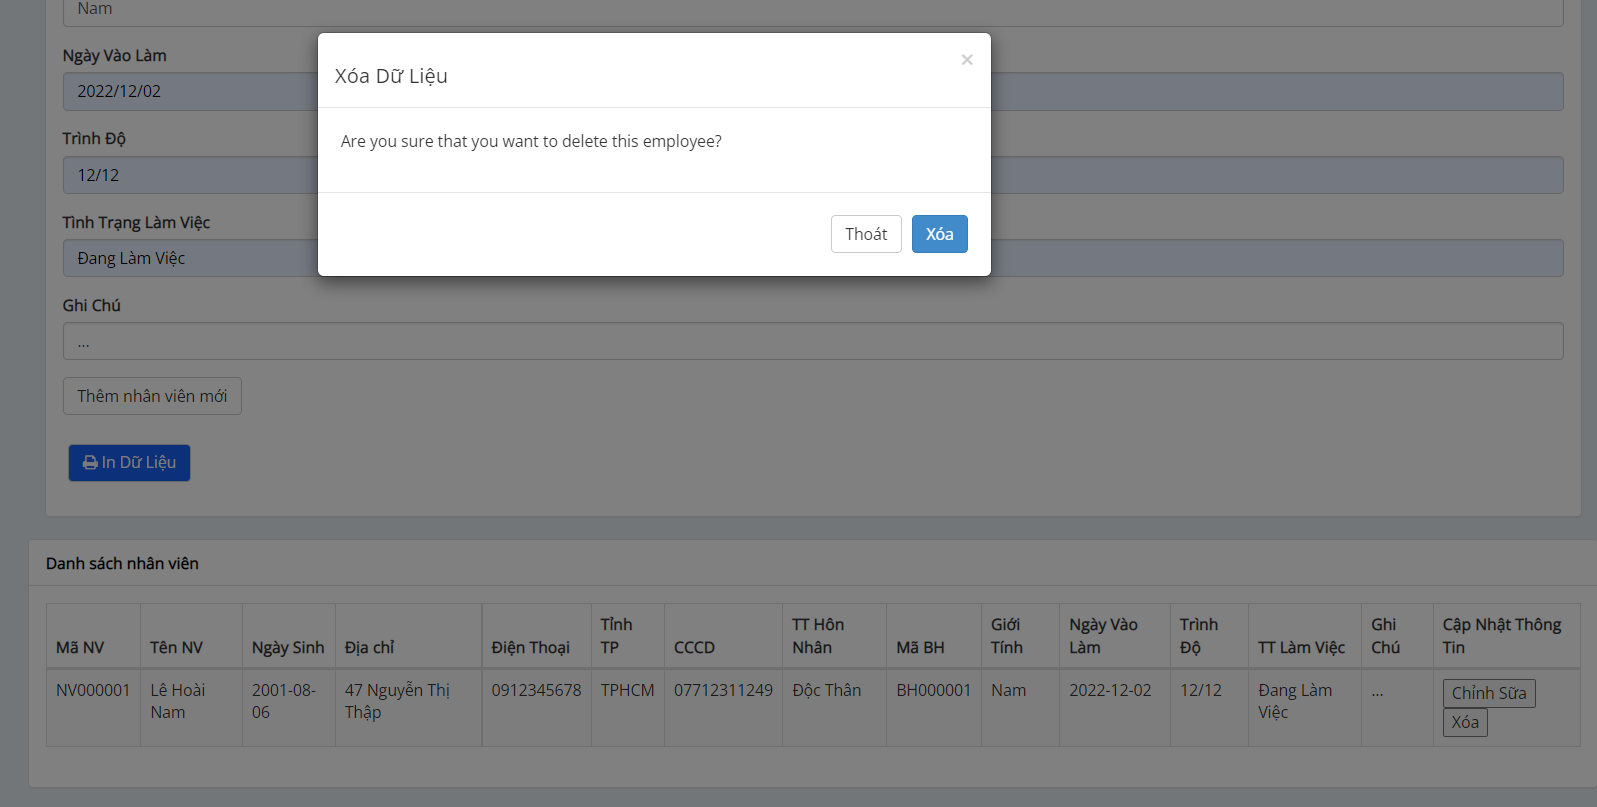 Nam
Ngày Vào Làm
2022/12/02
Trình Độ
12/12
Tình Trạng Làm Việc
Đang Làm Việc
Ghi Chú
...
Thêm nhân viên mới
In Dữ Liệu
Xóa Dữ Liệu
×
Are you sure that you want to delete this employee?
Thoát
Xóa
Danh sách nhân viên
Mã NV
Tên NV
Ngày Sinh
Địa chỉ
Điện Thoại
Tỉnh
TP
CCCD
TT Hôn
Nhân
Mã BH
Giới
Tính
Ngày Vào
Làm
Trình
Độ
TT Làm Việc
Ghi
Chú
Cập Nhật Thông
Tin
NV000001
Lê Hoài
Nam
2001-08-
06
47 Nguyễn Thị
Thập
0912345678
TPHCM
07712311249
Độc Thân
BH000001
Nam
2022-12-02
12/12
Đang Làm
Việc
...
Chỉnh Sữa
Xóa